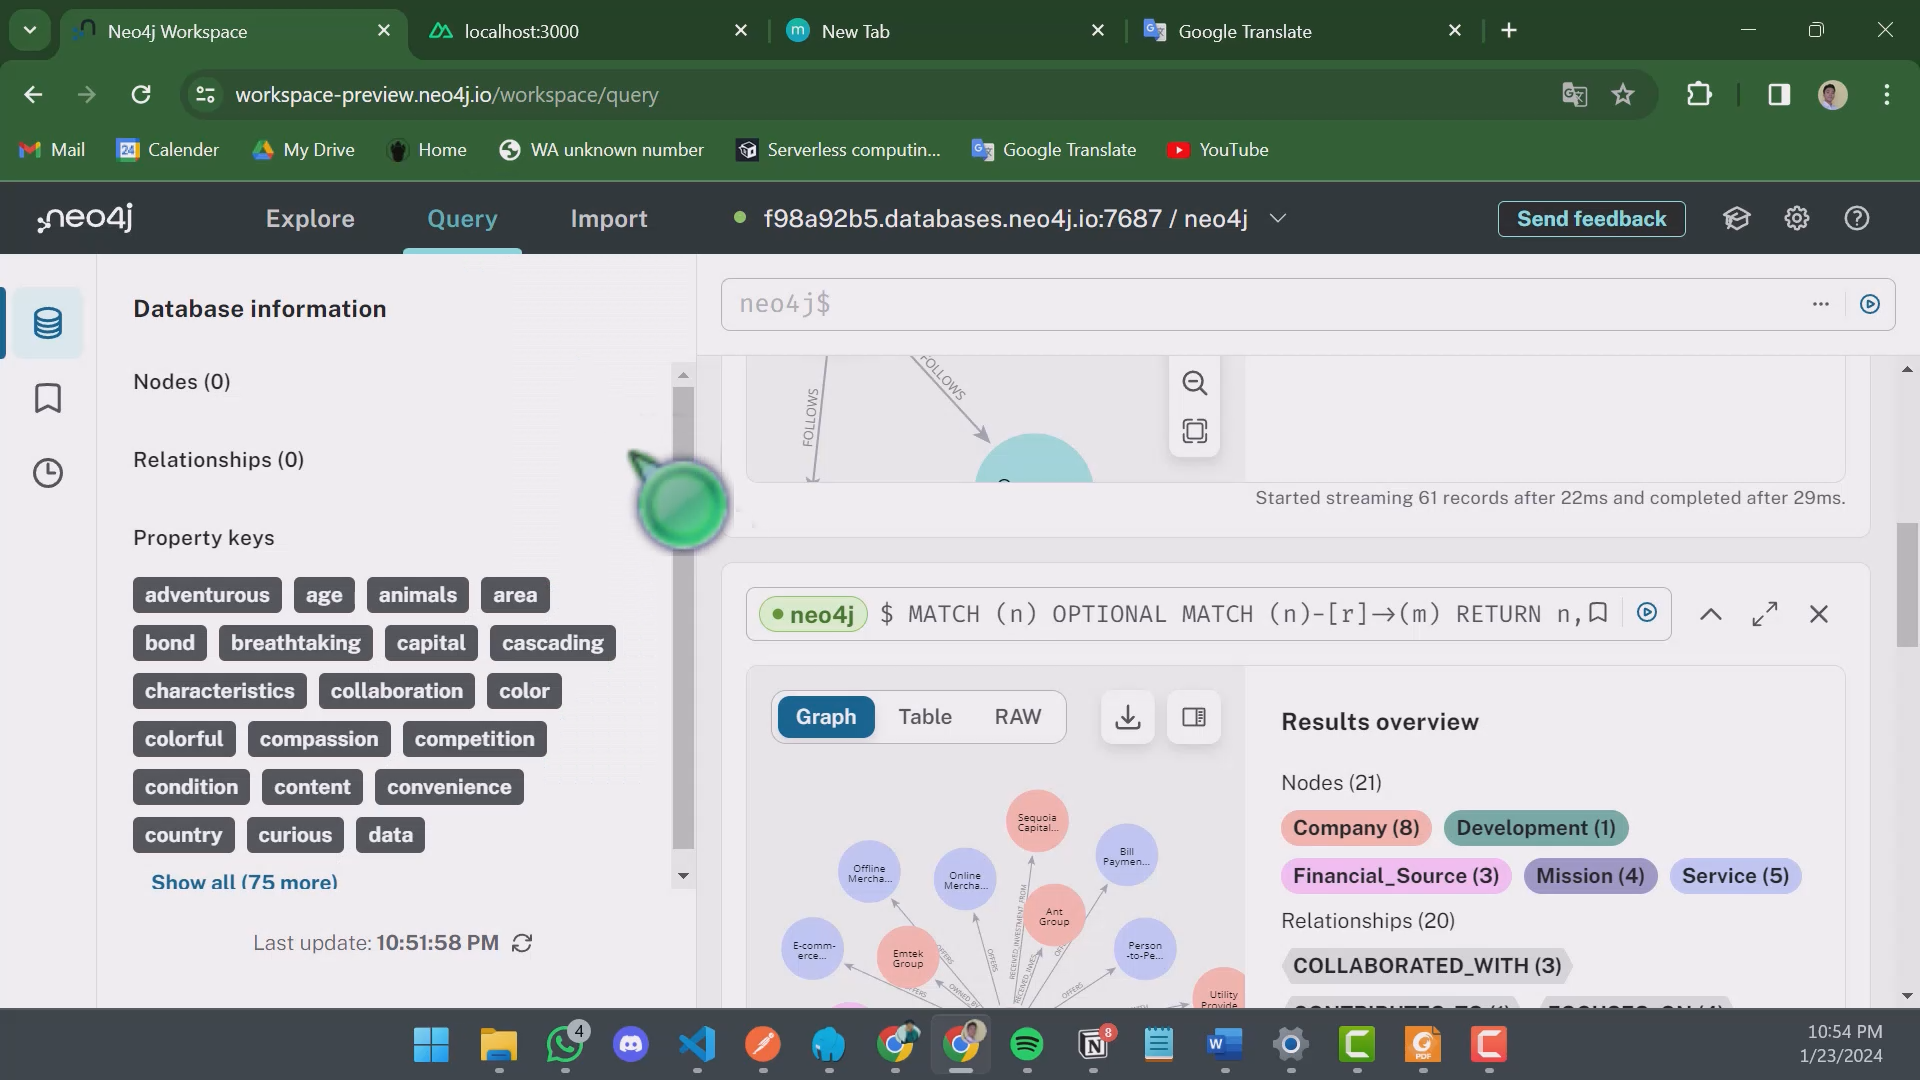 Neo4j Workspace
localhost:3000
m
New Tab
Google Translate
workspace-preview.neo4j.io/workspace/query
Mail
24
Calender
My Drive
Home
WA unknown number
Serverless computin...
Google Translate
YouTube
neo4j
Explore
Query
Import
f98a92b5.databases.neo4j.io:7687 / neo4j
Send feedback
Database information
neo4j$
Nodes (0)
Relationships (0)
FOLLOWS
FOLLOWS
Started streaming 61 records after 22ms and completed after 29ms.
Property keys
adventurous age animals area
bond breathtaking capital cascading
characteristics collaboration color
colorful compassion competition
condition content convenience
country curious data
Show all (75 more)
Last update: 10:51:58 PM
neo4j $ MATCH (n) OPTIONAL MATCH (n)-[r]->(m) RETURN n,
Graph Table RAW
Results overview
Nodes (21)
Company (8) Development (1)
Financial_Source (3) Mission (4) Service (5)
Relationships (20)
COLLABORATED_WITH (3)
Sequoia
Capital...
Bill
Paymen...
Offline
Mercha...
Online
Mercha...
Ant
Group
E-comm-
erce...
Emtek
Group
Person
-to-Pe...
Utility
Provide
OFFERS
OFFERS
4
8
10:54 PM
1/23/2024